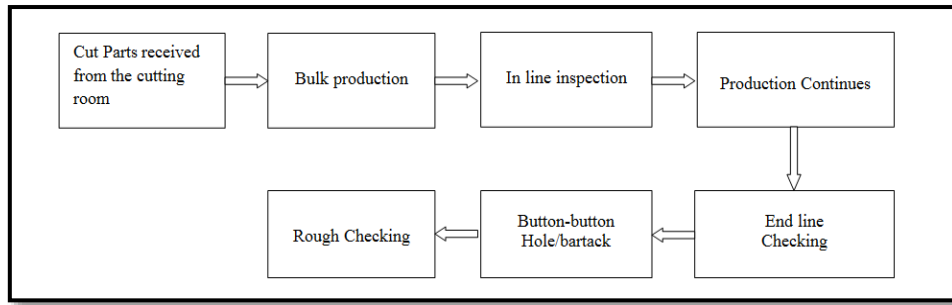 Cut Parts received
from the cutting
room
Bulk production
In line inspection
Production Continues
End line
Checking
Button-button
Hole/bartack
Rough Checking